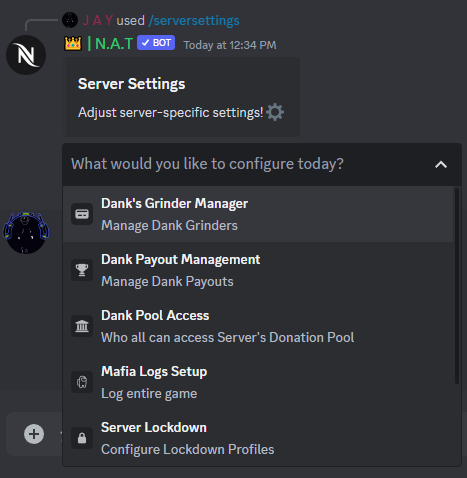 J A Y used /serversettings
| N.A.T ✓ BOT Today at 12:34 PM
Server Settings
Adjust server-specific settings!
What would you like to configure today?
Dank's Grinder Manager
Manage Dank Grinders
Dank Payout Management
Manage Dank Payouts
Dank Pool Access
Who all can access Server's Donation Pool
Mafia Logs Setup
Log entire game
Server Lockdown
Configure Lockdown Profiles